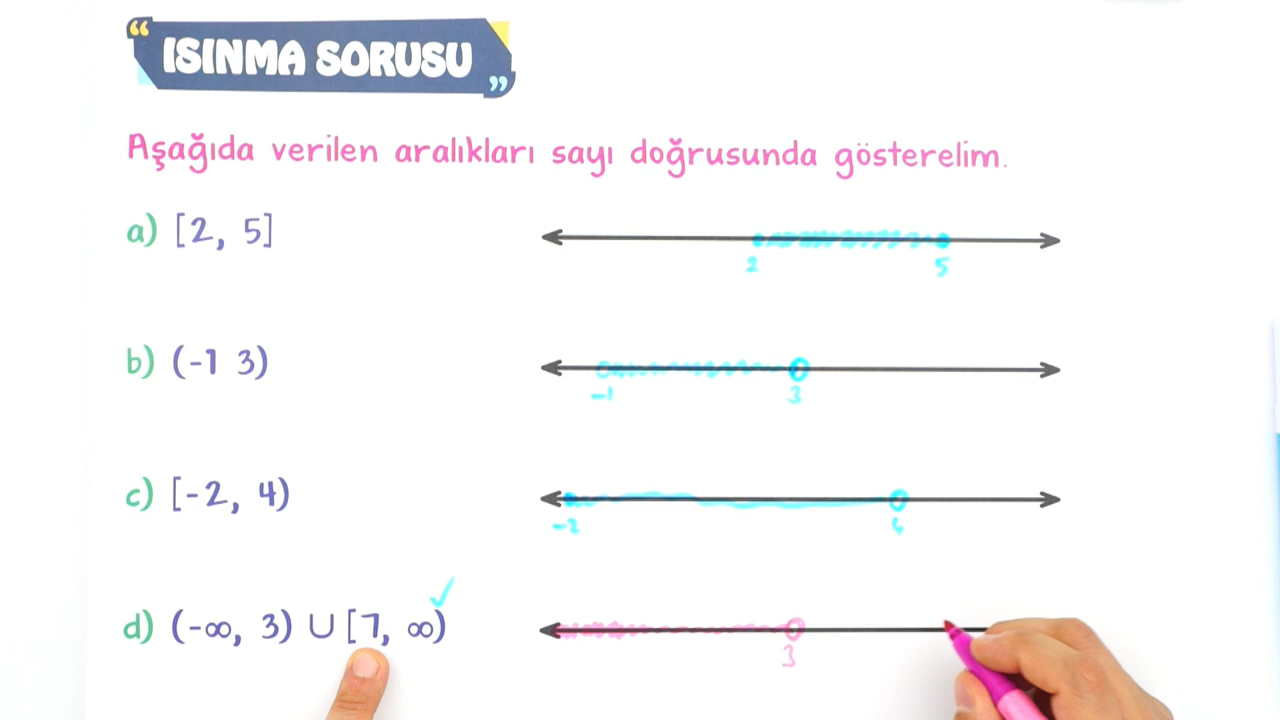 “ ISINMA SORUSU ”
Aşağıda verilen aralıkları sayı doğrusunda gösterelim.
a) [2, 5]
2 5
b) (-1 3)
-1 3
c) [-2, 4)
-2 4
d) (-∞, 3) ∪ [7, ∞) ✓
3